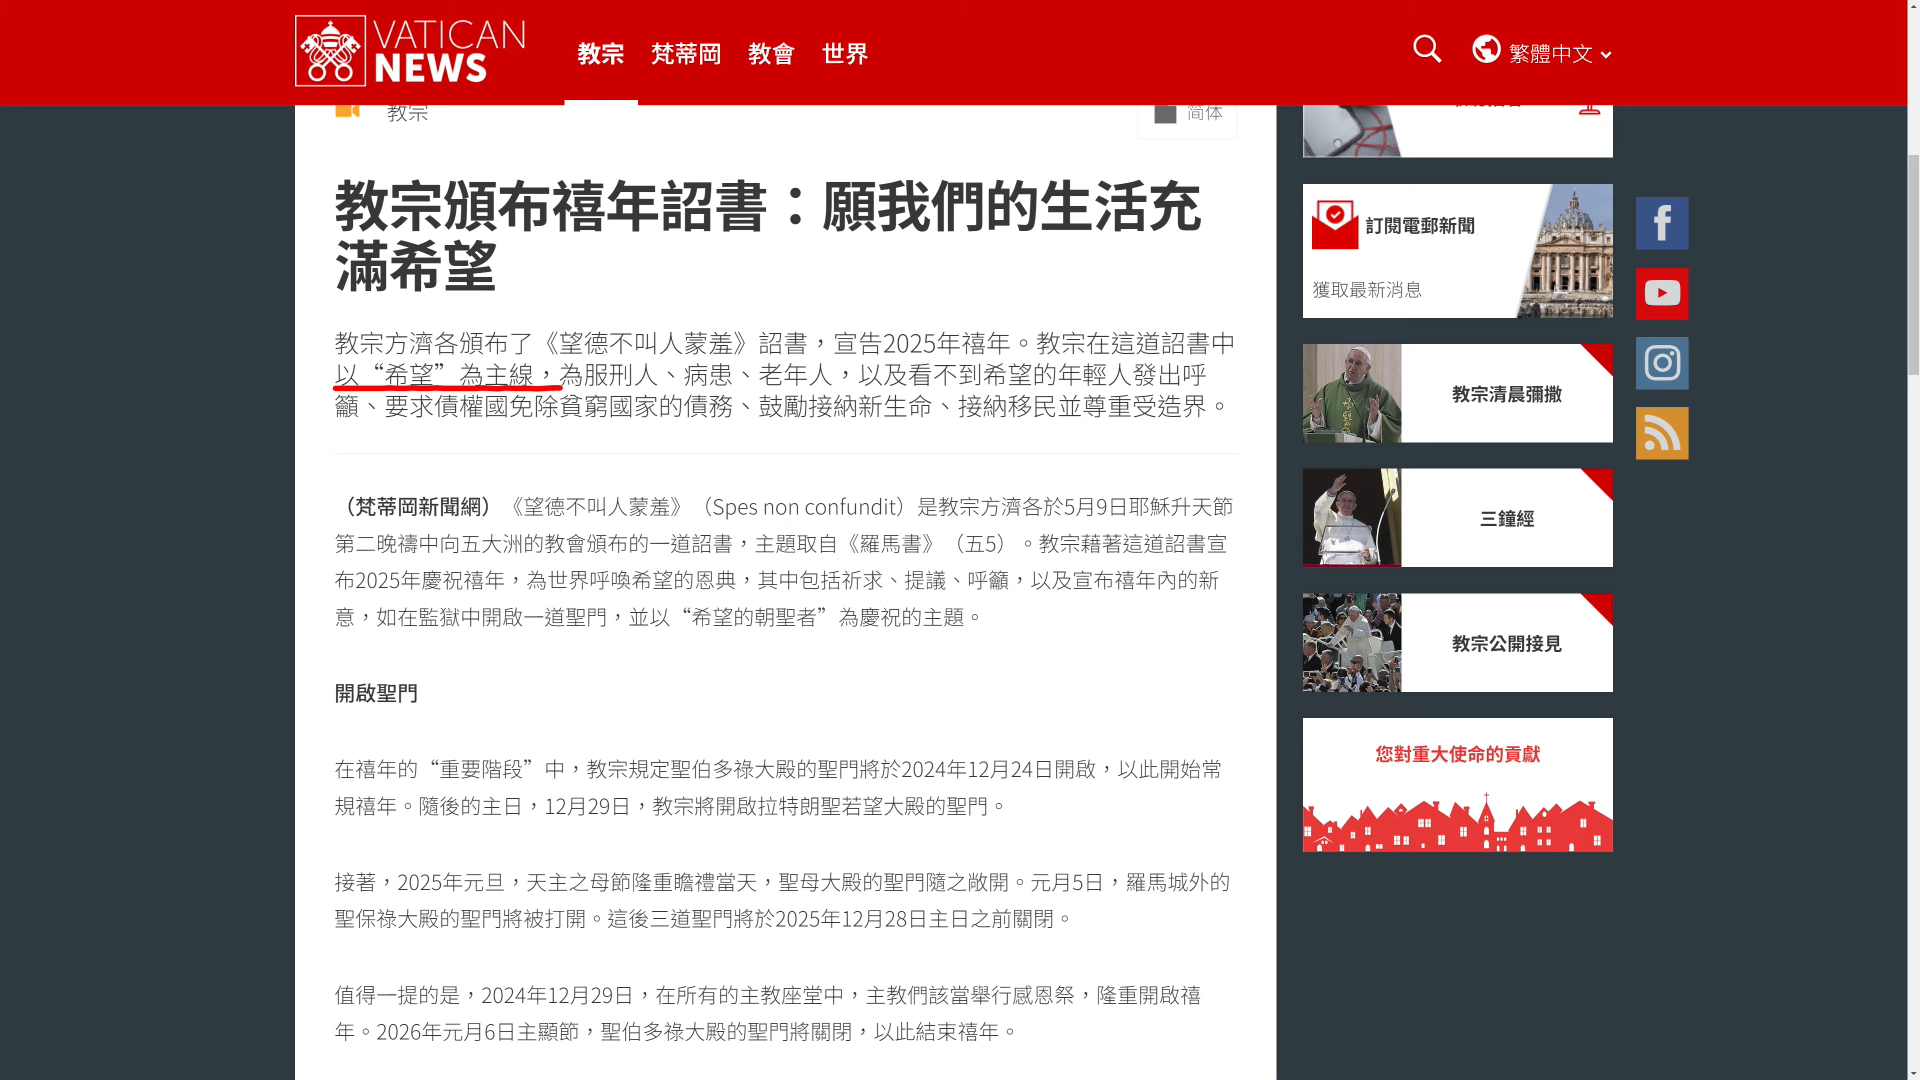 VATICAN
NEWS
教宗 梵蒂岡 教會 世界
繁體中文
教宗
简体
教宗頒布禧年詔書：願我們的生活充
滿希望
教宗方濟各頒布了《望德不叫人蒙羞》詔書，宣告2025年禧年。教宗在這道詔書中
以“希望”為主線，為服刑人、病患、老年人，以及看不到希望的年輕人發出呼
籲、要求債權國免除貧窮國家的債務、鼓勵接納新生命、接納移民並尊重受造界。
（梵蒂岡新聞網）《望德不叫人蒙羞》（Spes non confundit）是教宗方濟各於5月9日耶穌升天節
第二晚禱中向五大洲的教會頒布的一道詔書，主題取自《羅馬書》（五5）。教宗藉著這道詔書宣
布2025年慶祝禧年，為世界呼喚希望的恩典，其中包括祈求、提議、呼籲，以及宣布禧年內的新
意，如在監獄中開啟一道聖門，並以“希望的朝聖者”為慶祝的主題。
開啟聖門
在禧年的“重要階段”中，教宗規定聖伯多祿大殿的聖門將於2024年12月24日開啟，以此開始常
規禧年。隨後的主日，12月29日，教宗將開啟拉特朗聖若望大殿的聖門。
接著，2025年元旦，天主之母節隆重瞻禮當天，聖母大殿的聖門隨之敞開。元月5日，羅馬城外的
聖保祿大殿的聖門將被打開。這後三道聖門將於2025年12月28日主日之前關閉。
值得一提的是，2024年12月29日，在所有的主教座堂中，主教們該當舉行感恩祭，隆重開啟禧
年。2026年元月6日主顯節，聖伯多祿大殿的聖門將關閉，以此結束禧年。
訂閱電郵新聞
獲取最新消息
教宗清晨彌撒
三鐘經
教宗公開接見
您對重大使命的貢獻